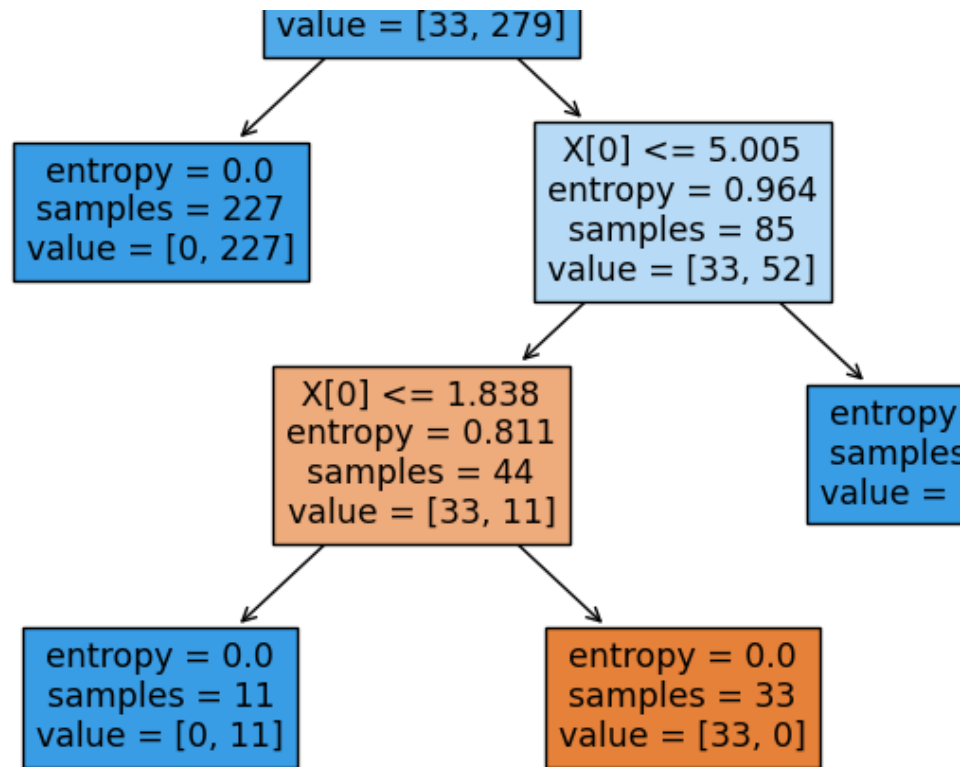 value = [33, 279]
entropy = 0.0
samples = 227
value = [0, 227]
X[0] <= 5.005
entropy = 0.964
samples = 85
value = [33, 52]
X[0] <= 1.838
entropy = 0.811
samples = 44
value = [33, 11]
entropy
samples
value =
entropy = 0.0
samples = 11
value = [0, 11]
entropy = 0.0
samples = 33
value = [33, 0]